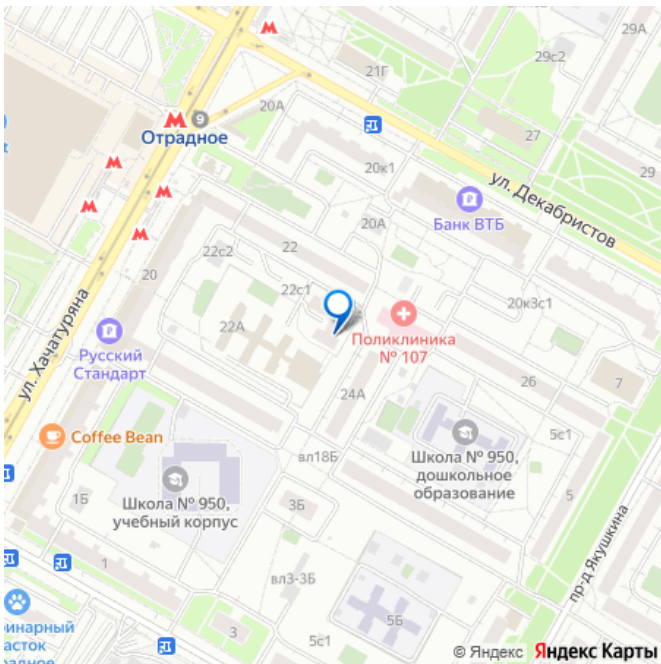 29А
29с2
21Г
20А
9
Отрадное
27
29
20к1
ул. Декабристов
Банк ВТБ
20А
22с2
22
20
22с1
20к3с1
ул. Хачатуряна
22А
Поликлиника
№ 107
Русский
Стандарт
26
7
24А
Coffee Bean
5с1
вл18Б
Школа № 950,
дошкольное
образование
Школа № 950,
учебный корпус
1Б
3Б
5
пр-д Якушкина
1
вл3-3Б
5Б
3
5с1
© Яндекс Яндекс Карты